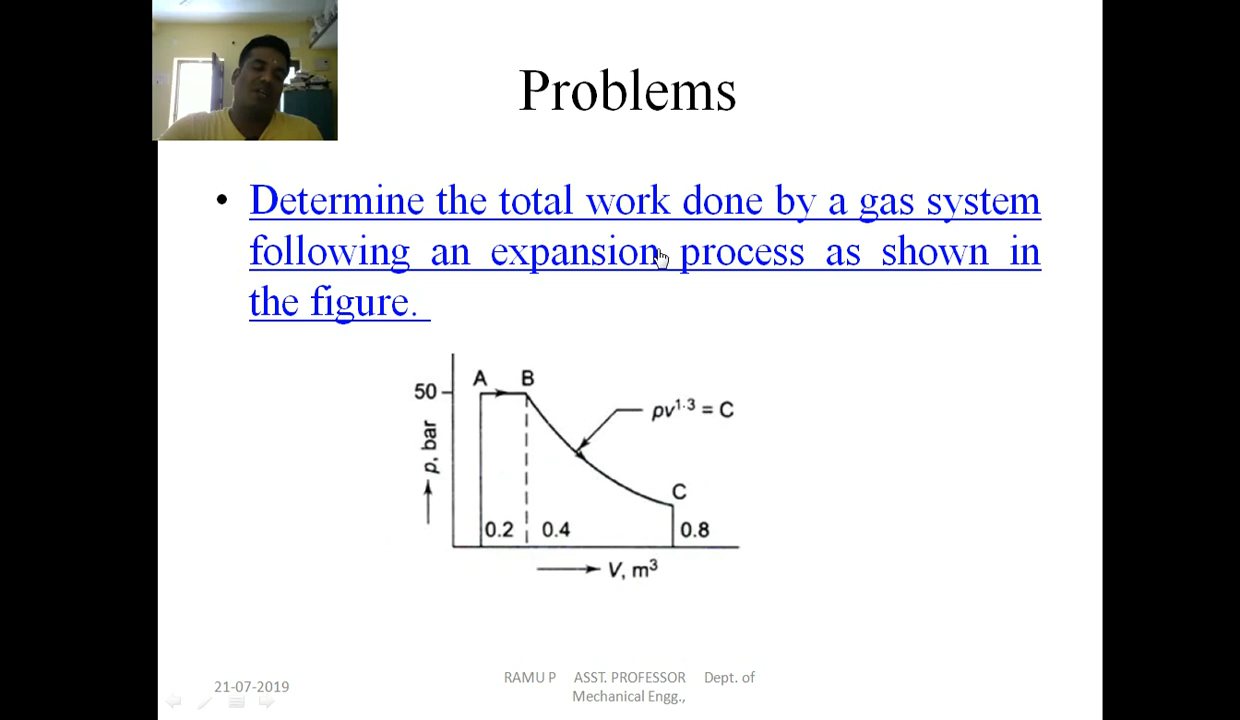 Problems
• Determine the total work done by a gas system
following an expansion process as shown in
the figure.
A B
50
pv¹·³ = C
p, bar
C
0.2 0.4 0.8
V, m³
21-07-2019
RAMU P ASST. PROFESSOR Dept. of
Mechanical Engg.,